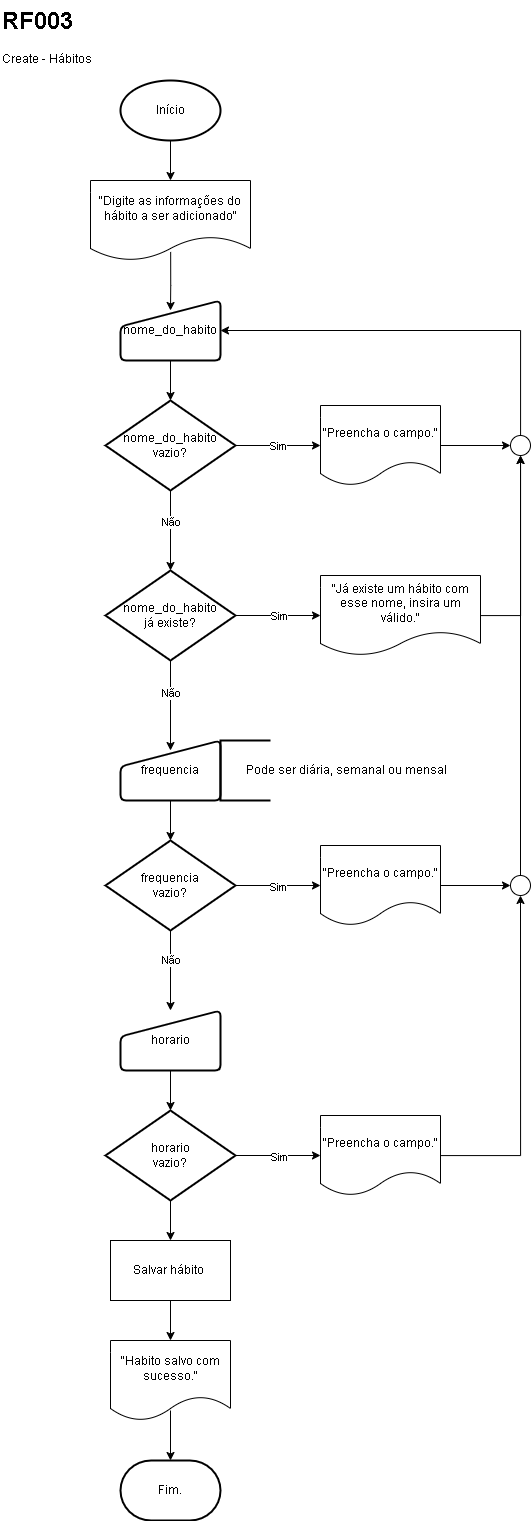 RF003
Create - Hábitos
Início
"Digite as informações do
hábito a ser adicionado"
nome_do_habito
nome_do_habito
vazio?
Sim
"Preencha o campo."
Não
nome_do_habito
já existe?
Sim
"Já existe um hábito com
esse nome, insira um
válido."
Não
frequencia
Pode ser diária, semanal ou mensal
frequencia
vazio?
Sim
"Preencha o campo."
Não
horario
horario
vazio?
Sim
"Preencha o campo."
Salvar hábito
"Habito salvo com
sucesso."
Fim.